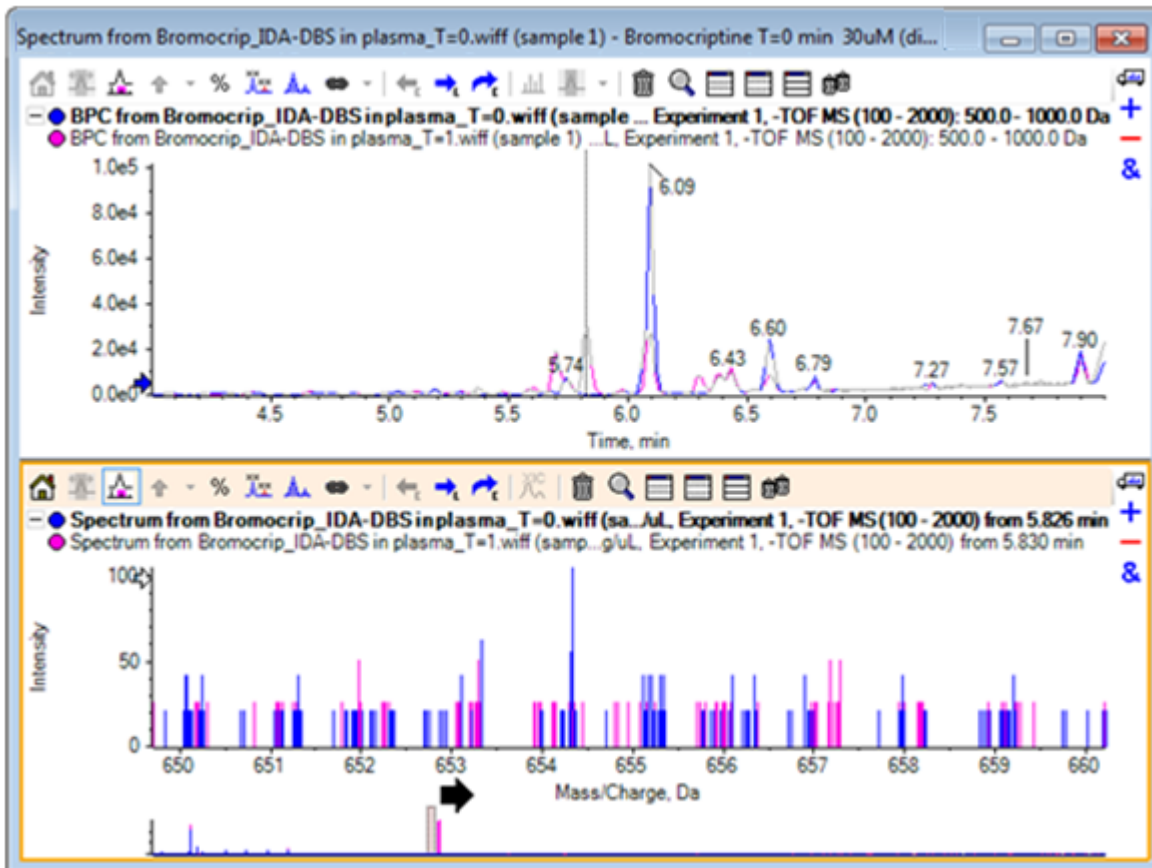 Spectrum from Bromocrip_IDA-DBS in plasma_T=0.wiff (sample 1) - Bromocriptine T=0 min 30uM (di...
%
BPC from Bromocrip_IDA-DBS in plasma_T=0.wiff (sample ... Experiment 1, -TOF MS (100 - 2000): 500.0 - 1000.0 Da
BPC from Bromocrip_IDA-DBS in plasma_T=1.wiff (sample 1) ...L, Experiment 1, -TOF MS (100 - 2000): 500.0 - 1000.0 Da
&
Intensity
1.0e5
8.0e4
6.0e4
4.0e4
2.0e4
0.0e0
5.74
6.09
6.43
6.60
6.79
7.27
7.57
7.67
7.90
4.5 5.0 5.5 6.0 6.5 7.0 7.5
Time, min
%
Spectrum from Bromocrip_IDA-DBS in plasma_T=0.wiff (sa.../uL, Experiment 1, -TOF MS (100 - 2000) from 5.826 min
Spectrum from Bromocrip_IDA-DBS in plasma_T=1.wiff (samp...g/uL, Experiment 1, -TOF MS (100 - 2000) from 5.830 min
&
Intensity
100
50
0
650 651 652 653 654 655 656 657 658 659 660
Mass/Charge, Da